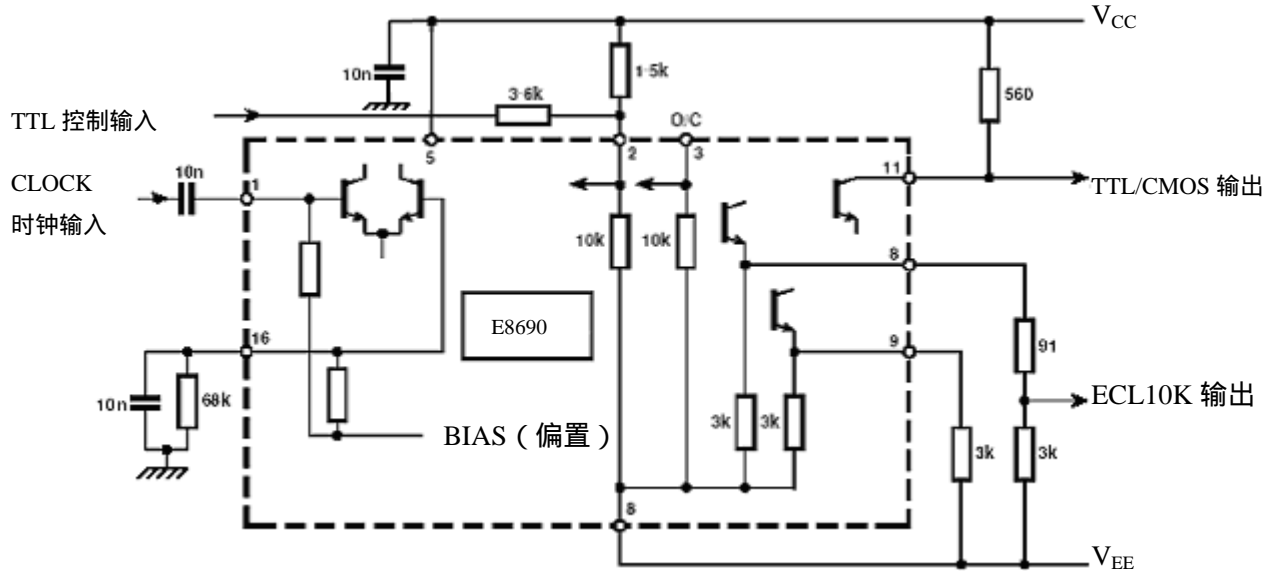 V_CC
10n
1·5k
560
3·6k
TTL 控制输入
O/C
5
2
3
11
CLOCK
时钟输入
10n
1
TTL/CMOS 输出
10k
10k
8
E8690
16
9
91
10n
68k
ECL10K 输出
3k
3k
3k
3k
BIAS（偏置）
8
V_EE